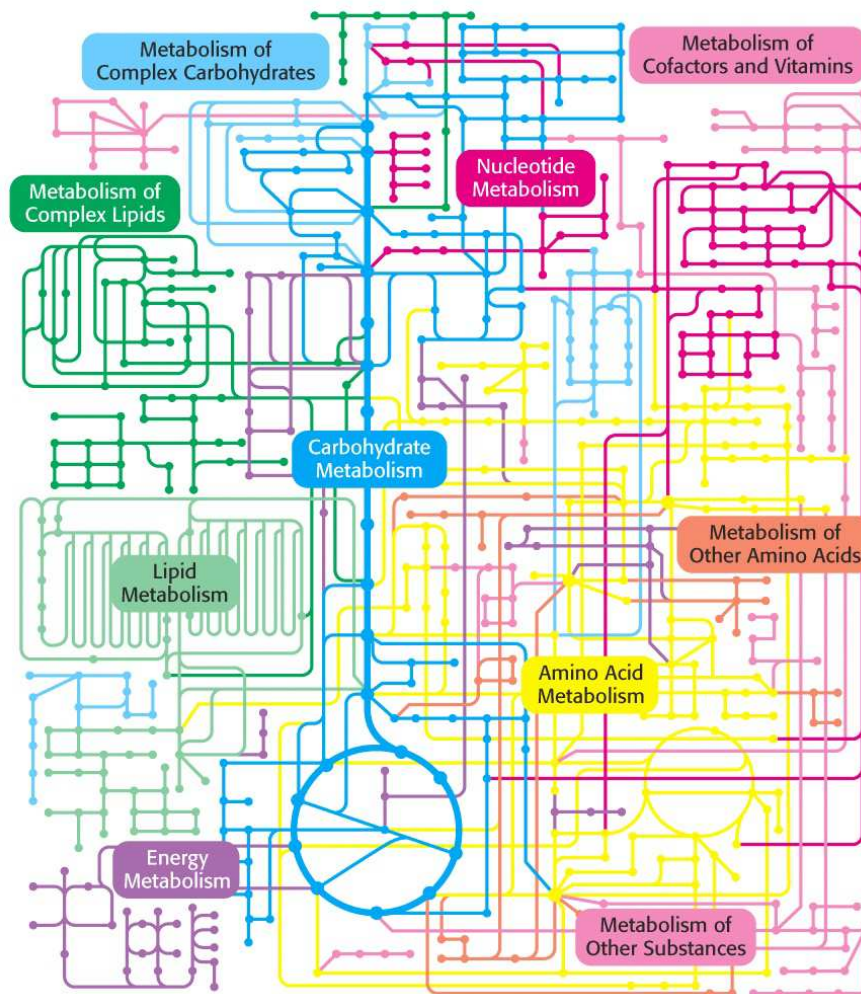 Metabolism of
Complex Carbohydrates
Metabolism of
Cofactors and Vitamins
Nucleotide
Metabolism
Metabolism of
Complex Lipids
Carbohydrate
Metabolism
Metabolism of
Other Amino Acids
Lipid
Metabolism
Amino Acid
Metabolism
Energy
Metabolism
Metabolism of
Other Substances